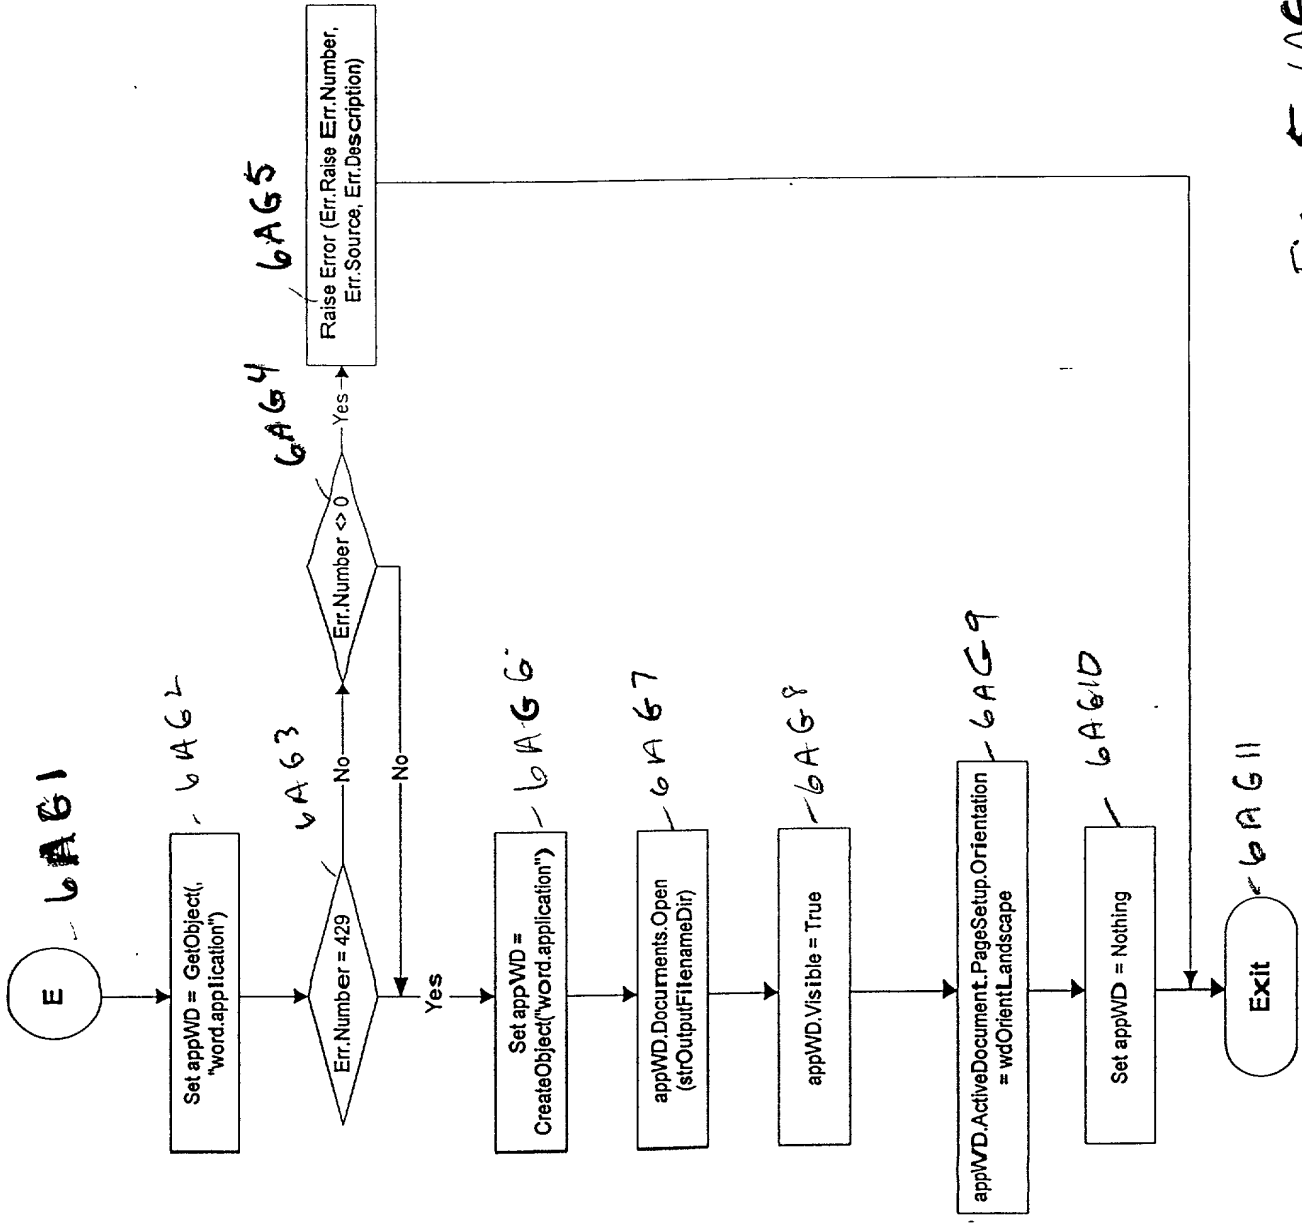 E
6AG1
Set appWD = GetObject(,
"word.application")
6AG2
Err.Number = 429
6AG3
No
Err.Number <> 0
6AG4
Yes
Raise Error (Err.Raise Err.Number,
Err.Source, Err.Description)
6AG5
No
Yes
Set appWD =
CreateObject("word.application")
6AG6
appWD.Documents.Open
(strOutputFilenameDir)
6AG7
appWD.Visible = True
6AG8
appWD.ActiveDocument.PageSetup.Orientation
= wdOrientLandscape
6AG9
Set appWD = Nothing
6AG10
Exit
6AG11